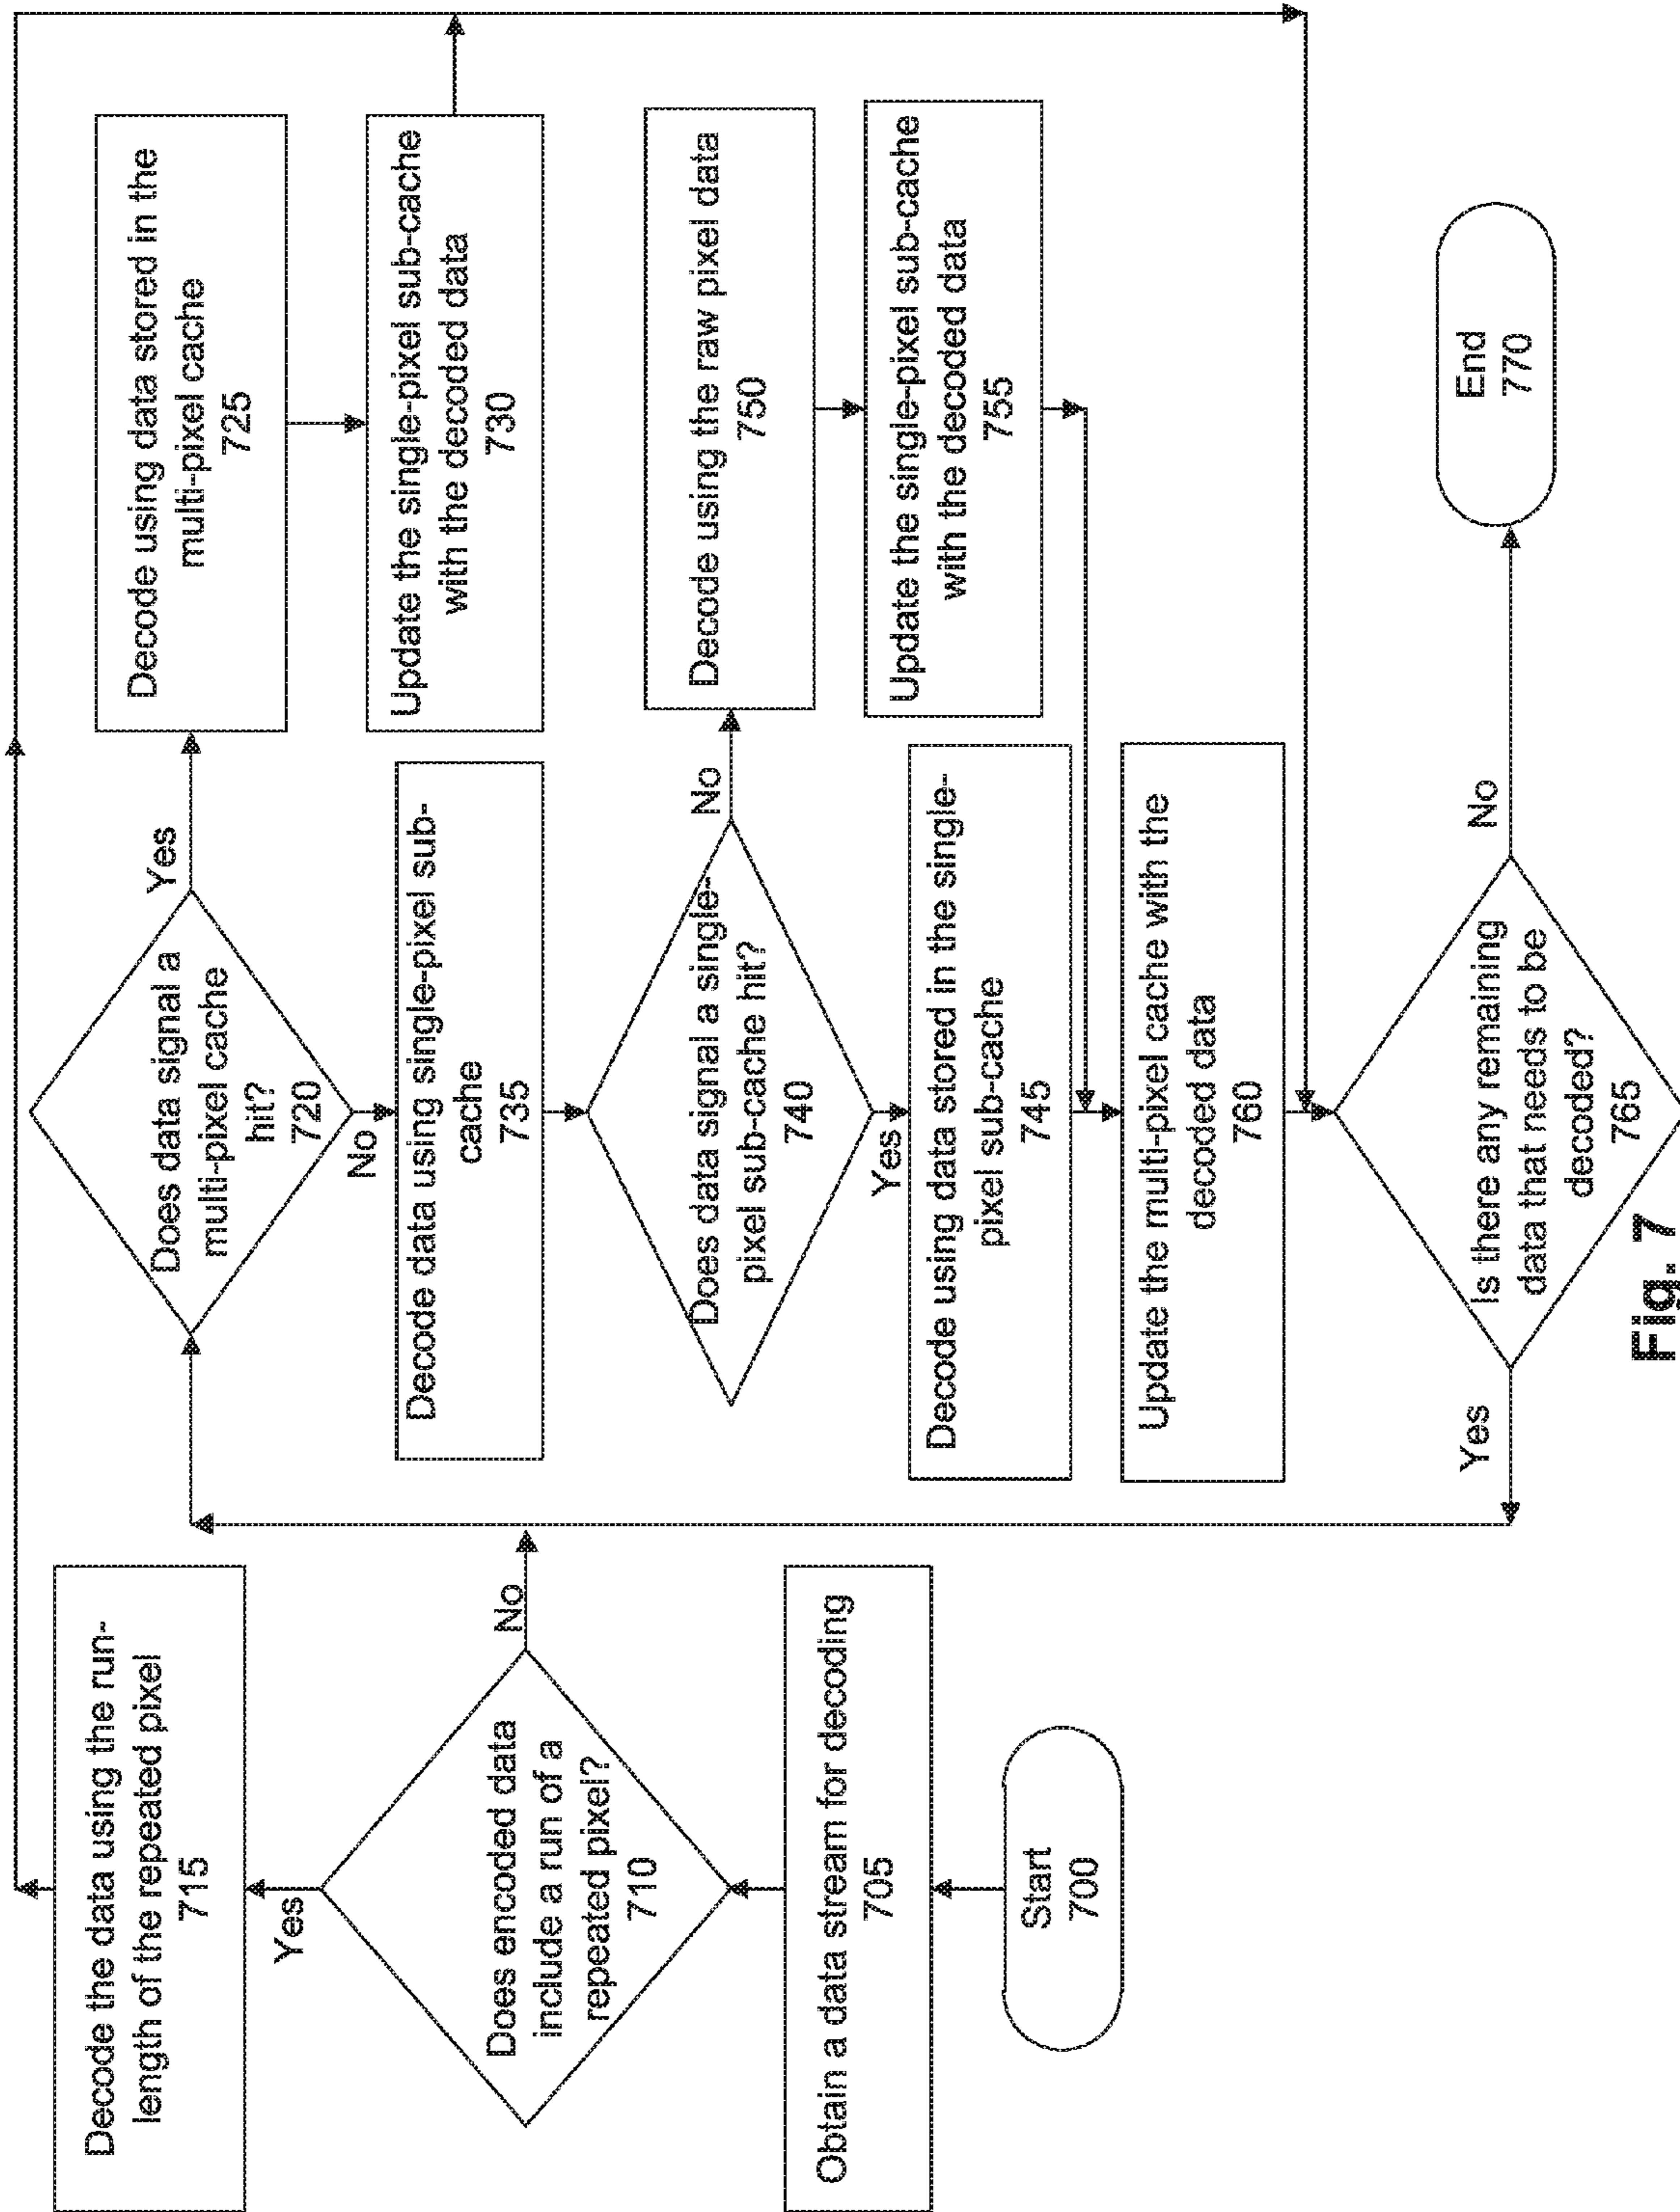 Start
700
Obtain a data stream for decoding
705
Does encoded data
include a run of a
repeated pixel?
710
Yes
No
Decode the data using the run-
length of the repeated pixel
715
Does data signal a
multi-pixel cache
hit?
720
Yes
No
Decode using data stored in the
multi-pixel cache
725
Update the single-pixel sub-cache
with the decoded data
730
Decode data using single-pixel sub-
cache
735
Does data signal a single-
pixel sub-cache hit?
740
No
Yes
Decode using data stored in the single-
pixel sub-cache
745
Decode using the raw pixel data
750
Update the single-pixel sub-cache
with the decoded data
755
Update the multi-pixel cache with the
decoded data
760
Is there any remaining
data that needs to be
decoded?
765
Yes
No
End
770
Fig. 7